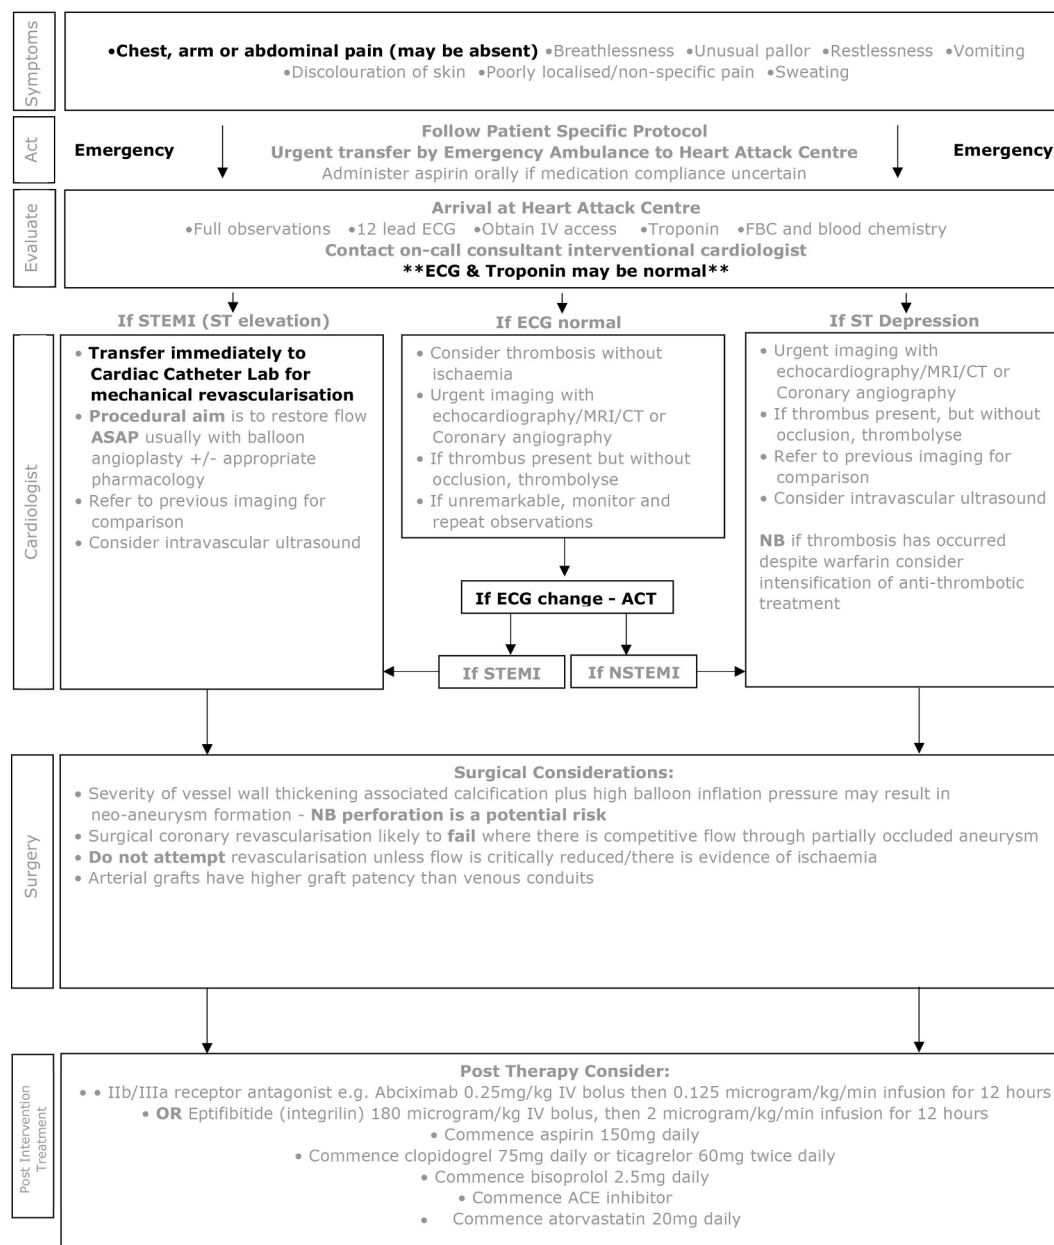 Symptoms
•Chest, arm or abdominal pain (may be absent) •Breathlessness •Unusual pallor •Restlessness •Vomiting
•Discolouration of skin •Poorly localised/non-specific pain •Sweating
Act
Emergency
Follow Patient Specific Protocol
Urgent transfer by Emergency Ambulance to Heart Attack Centre
Administer aspirin orally if medication compliance uncertain
Emergency
Evaluate
Arrival at Heart Attack Centre
•Full observations •12 lead ECG •Obtain IV access •Troponin •FBC and blood chemistry
Contact on-call consultant interventional cardiologist
**ECG & Troponin may be normal**
Cardiologist
If STEMI (ST elevation)
• Transfer immediately to
Cardiac Catheter Lab for
mechanical revascularisation
• Procedural aim is to restore flow
ASAP usually with balloon
angioplasty +/- appropriate
pharmacology
• Refer to previous imaging for
comparison
• Consider intravascular ultrasound
If ECG normal
• Consider thrombosis without
ischaemia
• Urgent imaging with
echocardiography/MRI/CT or
Coronary angiography
• If thrombus present but without
occlusion, thrombolyse
• If unremarkable, monitor and
repeat observations
If ECG change - ACT
If STEMI
If NSTEMI
If ST Depression
• Urgent imaging with
echocardiography/MRI/CT or
Coronary angiography
• If thrombus present, but without
occlusion, thrombolyse
• Refer to previous imaging for
comparison
• Consider intravascular ultrasound
NB if thrombosis has occurred
despite warfarin consider
intensification of anti-thrombotic
treatment
Surgery
Surgical Considerations:
• Severity of vessel wall thickening associated calcification plus high balloon inflation pressure may result in
neo-aneurysm formation - NB perforation is a potential risk
• Surgical coronary revascularisation likely to fail where there is competitive flow through partially occluded aneurysm
• Do not attempt revascularisation unless flow is critically reduced/there is evidence of ischaemia
• Arterial grafts have higher graft patency than venous conduits
Post Intervention
Treatment
Post Therapy Consider:
• • IIb/IIIa receptor antagonist e.g. Abciximab 0.25mg/kg IV bolus then 0.125 microgram/kg/min infusion for 12 hours
• OR Eptifibitide (integrilin) 180 microgram/kg IV bolus, then 2 microgram/kg/min infusion for 12 hours
• Commence aspirin 150mg daily
• Commence clopidogrel 75mg daily or ticagrelor 60mg twice daily
• Commence bisoprolol 2.5mg daily
• Commence ACE inhibitor
• Commence atorvastatin 20mg daily